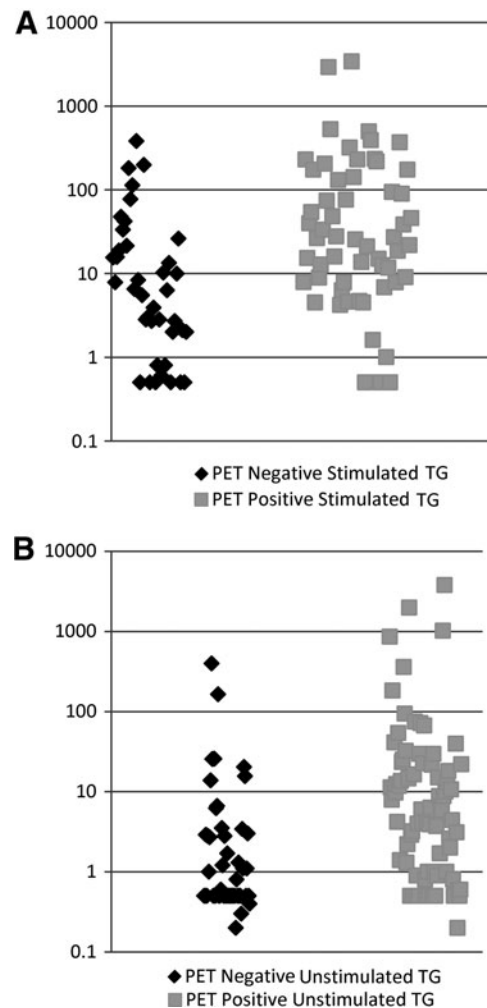 A
10000
1000
100
10
1
0.1
PET Negative Stimulated TG
PET Positive Stimulated TG
B
10000
1000
100
10
1
0.1
PET Negative Unstimulated TG
PET Positive Unstimulated TG